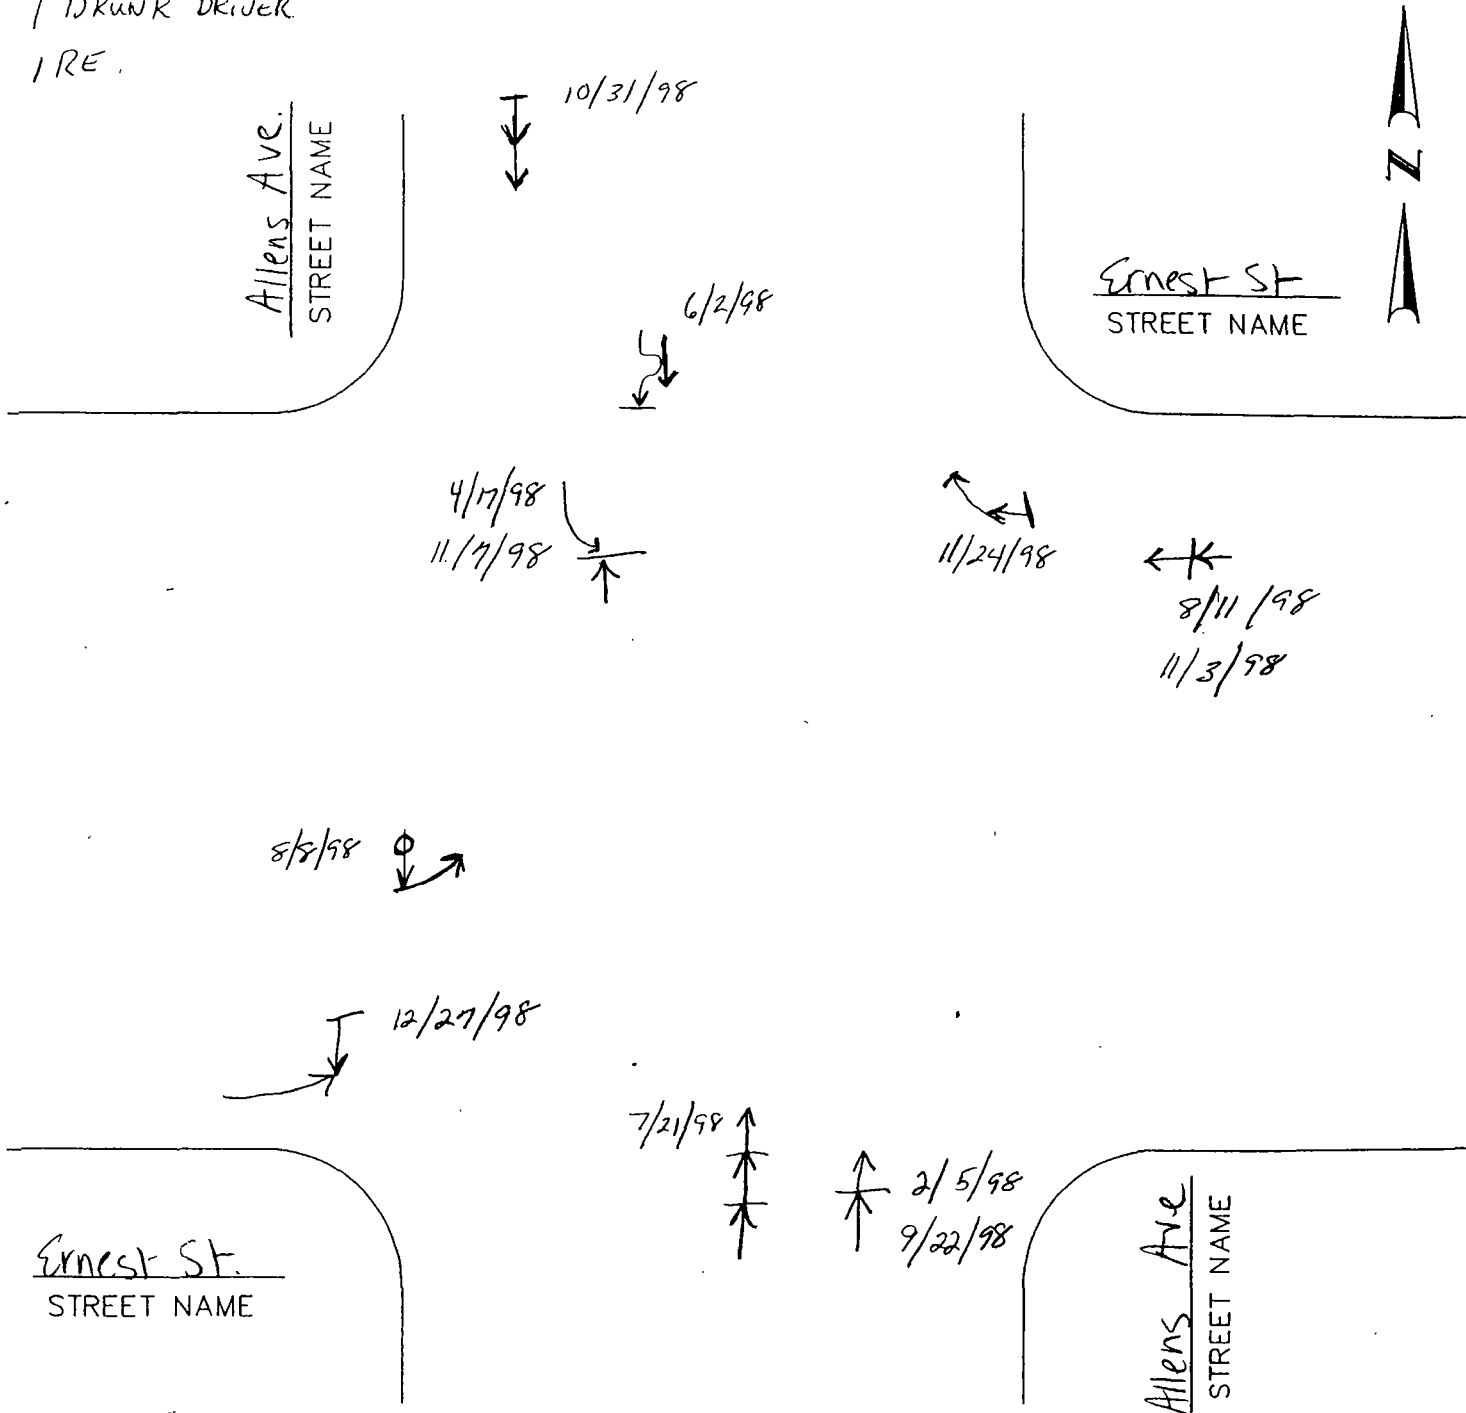 1 DRUNK DRIVER
1 RE.
10/31/98
Allens Ave.
STREET NAME
Ernest St
STREET NAME
N
6/2/98
4/17/98
11/7/98
11/24/98
8/11/98
11/3/98
8/8/98
12/27/98
7/21/98
2/5/98
9/22/98
Ernest St.
STREET NAME
Allens Ave
STREET NAME